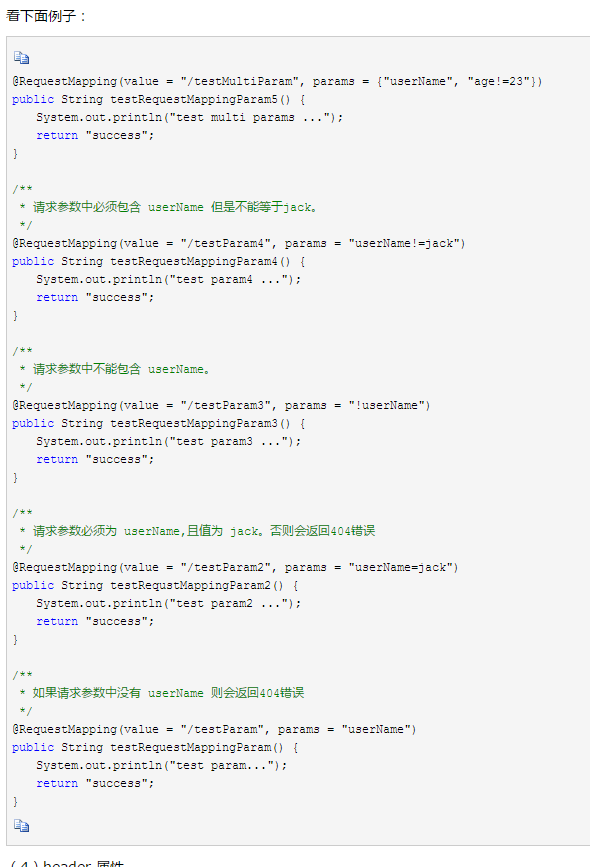 看下面例子：
@RequestMapping(value = "/testMultiParam", params = {"userName", "age!=23"})
public String testRequestMappingParam5() {
    System.out.println("test multi params ...");
    return "success";
}
/**
 * 请求参数中必须包含 userName 但是不能等于jack。
 */
@RequestMapping(value = "/testParam4", params = "userName!=jack")
public String testRequestMappingParam4() {
    System.out.println("test param4 ...");
    return "success";
}
/**
 * 请求参数中不能包含 userName。
 */
@RequestMapping(value = "/testParam3", params = "!userName")
public String testRequestMappingParam3() {
    System.out.println("test param3 ...");
    return "success";
}
/**
 * 请求参数必须为 userName,且值为 jack。否则会返回404错误
 */
@RequestMapping(value = "/testParam2", params = "userName=jack")
public String testRequstMappingParam2() {
    System.out.println("test param2 ...");
    return "success";
}
/**
 * 如果请求参数中没有 userName 则会返回404错误
 */
@RequestMapping(value = "/testParam", params = "userName")
public String testRequestMappingParam() {
    System.out.println("test param...");
    return "success";
}
（4）header 属性